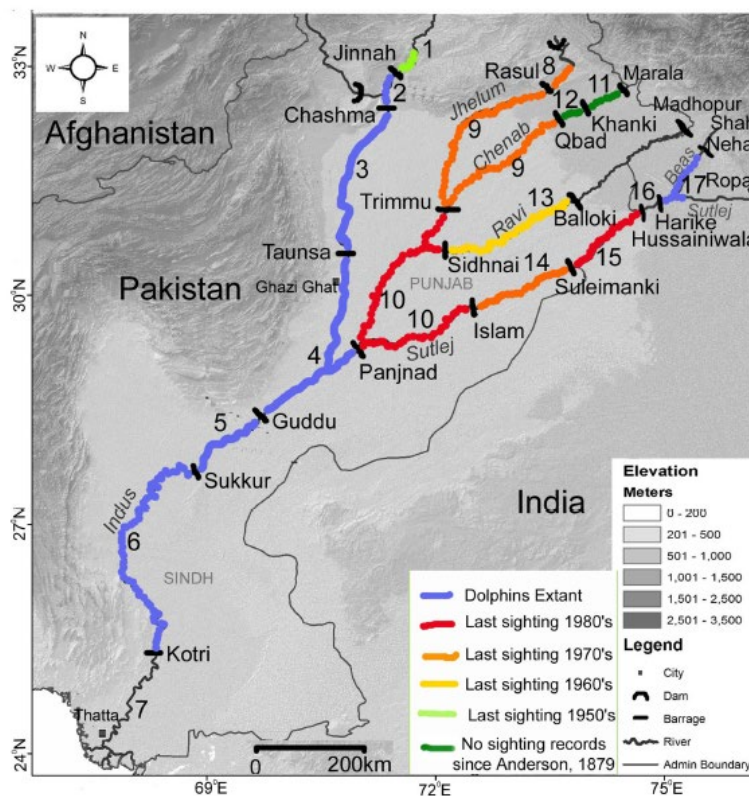 N
W E
S
33°N
30°N
27°N
24°N
69°E
72°E
75°E
Afghanistan
Pakistan
India
PUNJAB
SINDH
Jinnah
1
2
Chashma
3
Taunsa
Ghazi Ghat
4
Guddu
5
Sukkur
Indus
6
Kotri
7
Thatta
Rasul
8
Jhelum
9
Chenab
9
Trimmu
10
10
Panjnad
Sutlej
Islam
14
Suleimanki
15
16
Harike
Hussainiwala
Sutlej
17
Beas
Marala
11
12
Khanki
Qbad
Madhopur
Shah
Neha
Ropa
Ravi
13
Balloki
Sidhnai
Dolphins Extant
Last sighting 1980's
Last sighting 1970's
Last sighting 1960's
Last sighting 1950's
No sighting records
since Anderson, 1879
Elevation
Meters
0 - 200
201 - 500
501 - 1,000
1,001 - 1,500
1,501 - 2,500
2,501 - 3,500
Legend
City
Dam
Barrage
River
Admin Boundary
0 200km